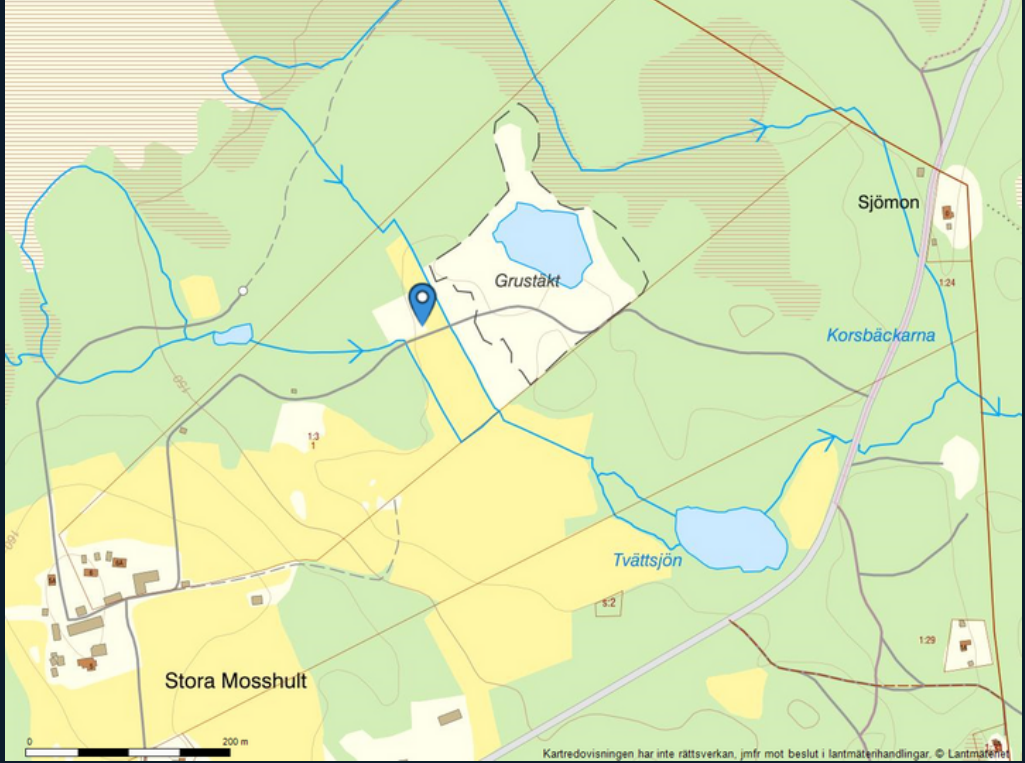 Sjömon
Grustäkt
1:24
Korsbäckarna
150
1:3
1
160
Tvättsjön
s:2
1:29
Stora Mosshult
0
200 m
Kartredovisningen har inte rättsverkan, jmfr mot beslut i lantmäterihandlingar. © Lantmäteriet